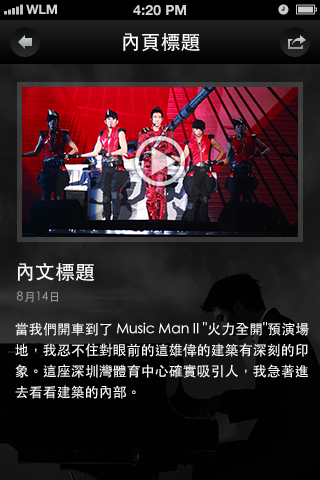 WLM 4:20 PM
內頁標題
內文標題
8月14日
當我們開車到了 Music Man II "火力全開"預演場
地，我忍不住對眼前的這雄偉的建築有深刻的印
象。這座深圳灣體育中心確實吸引人，我急著進
去看看建築的內部。